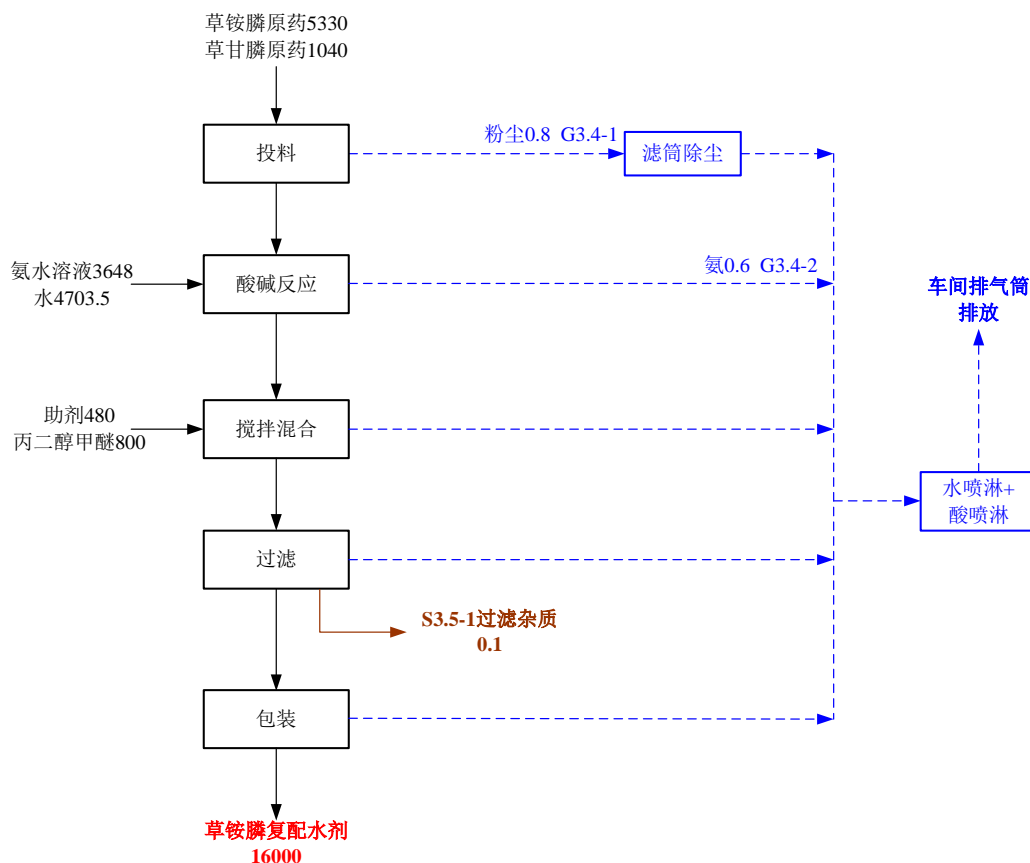 草铵膦原药5330
草甘膦原药1040
投料
粉尘0.8 G3.4-1
滤筒除尘
氨水溶液3648
水4703.5
酸碱反应
氨0.6 G3.4-2
车间排气筒
排放
助剂480
丙二醇甲醚800
搅拌混合
水喷淋+
酸喷淋
过滤
S3.5-1过滤杂质
0.1
包装
草铵膦复配水剂
16000